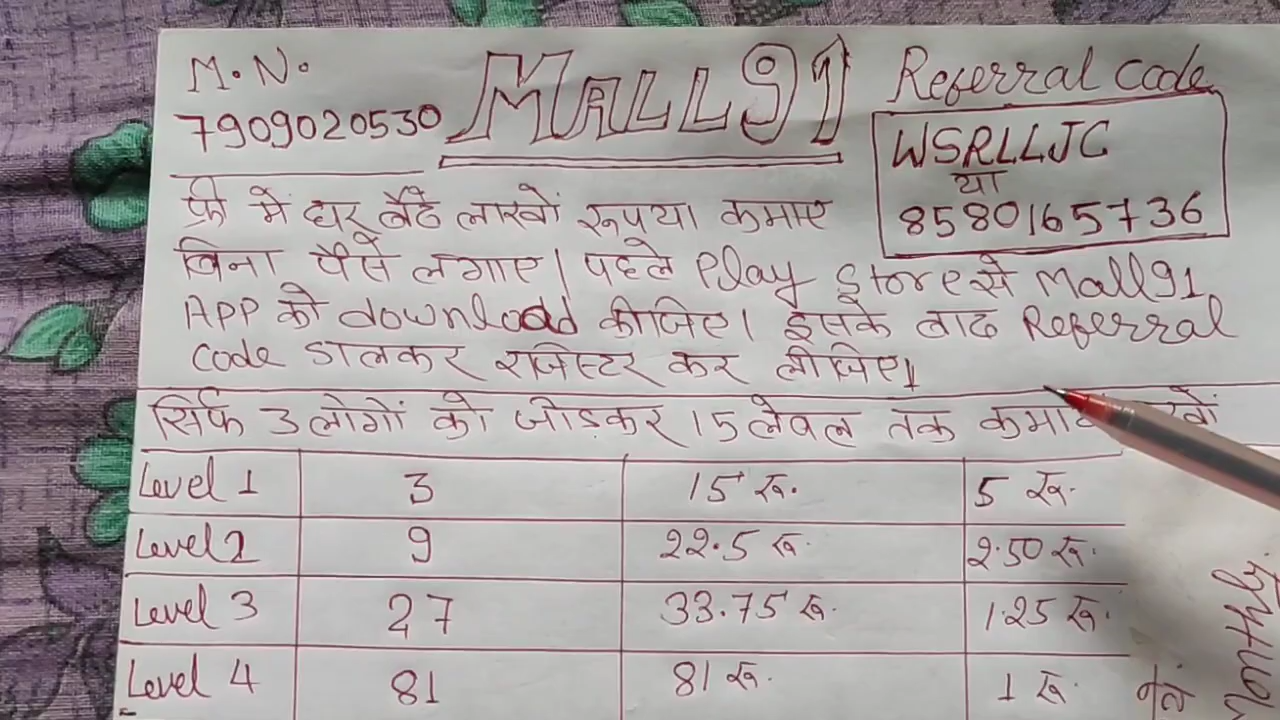 M.N.
7909020530
MALL91
Referral Code
WSRLLJC
या
8580165736
फ्री में घर बैठे लाखों रूपया कमाए
बिना पैसे लगाए। पहले Play Store से Mall91
APP को download कीजिए। इसके बाद Referral
Code डालकर रजिस्टर कर लीजिए।
सिर्फ 3 लोगों को जोड़कर 15 लेवल तक
Level 1 3 15 रू. 5 रू.
Level 2 9 22.5 रू. 2.50 रू.
Level 3 27 33.75 रू. 1.25 रू.
Level 4 81 81 रू. 1 रू.